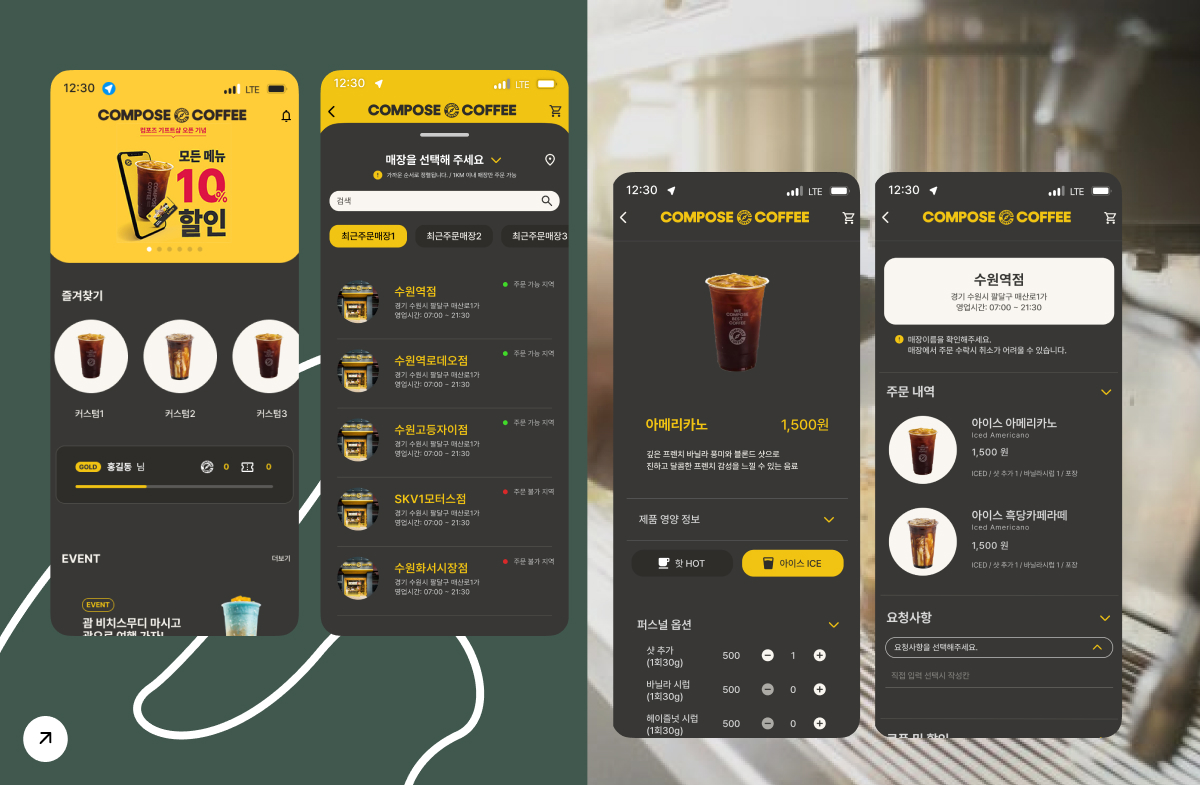 12:30
LTE
COMPOSE COFFEE
컴포즈 기프트샵 오픈 기념
모든 메뉴
10%
할인
즐겨찾기
커스텀1
커스텀2
커스텀3
GOLD 홍길동 님
0
0
EVENT
더보기
EVENT
괌 비치스무디 마시고
괌으로 여행 가자!
12:30
LTE
COMPOSE COFFEE
매장을 선택해 주세요
가까운 순서로 정렬됩니다. / 1KM 이내 매장만 주문 가능
검색
최근주문매장1
최근주문매장2
최근주문매장3
수원역점
주문 가능 지역
경기 수원시 팔달구 매산로1가
영업시간: 07:00 ~ 21:30
수원역로데오점
주문 가능 지역
경기 수원시 팔달구 매산로1가
영업시간: 07:00 ~ 21:30
수원고등자이점
주문 가능 지역
경기 수원시 팔달구 매산로1가
영업시간: 07:00 ~ 21:30
SKV1모터스점
주문 불가 지역
경기 수원시 팔달구 매산로1가
영업시간: 07:00 ~ 21:30
수원화서시장점
주문 불가 지역
경기 수원시 팔달구 매산로1가
영업시간: 07:00 ~ 21:30
12:30
LTE
COMPOSE COFFEE
WE
COMPOSE
BEST
COFFEE
아메리카노
1,500원
깊은 프렌치 바닐라 풍미와 블론드 샷으로
진하고 달콤한 프렌치 감성을 느낄 수 있는 음료
제품 영양 정보
핫 HOT
아이스 ICE
퍼스널 옵션
샷 추가
(1회30g)
500
1
바닐라 시럽
(1회30g)
500
0
헤이즐넛 시럽
(1회30g)
500
0
12:30
LTE
COMPOSE COFFEE
수원역점
경기 수원시 팔달구 매산로1가
영업시간: 07:00 ~ 21:30
매장이름을 확인해주세요.
매장에서 주문 수락시 취소가 어려울 수 있습니다.
주문 내역
아이스 아메리카노
Iced Americano
1,500 원
ICED / 샷 추가 1 / 바닐라시럽 1 / 포장
아이스 흑당카페라떼
Iced Americano
1,500 원
ICED / 샷 추가 1 / 바닐라시럽 1 / 포장
요청사항
요청사항을 선택해주세요.
직접 입력 선택시 작성칸
쿠폰 및 할인